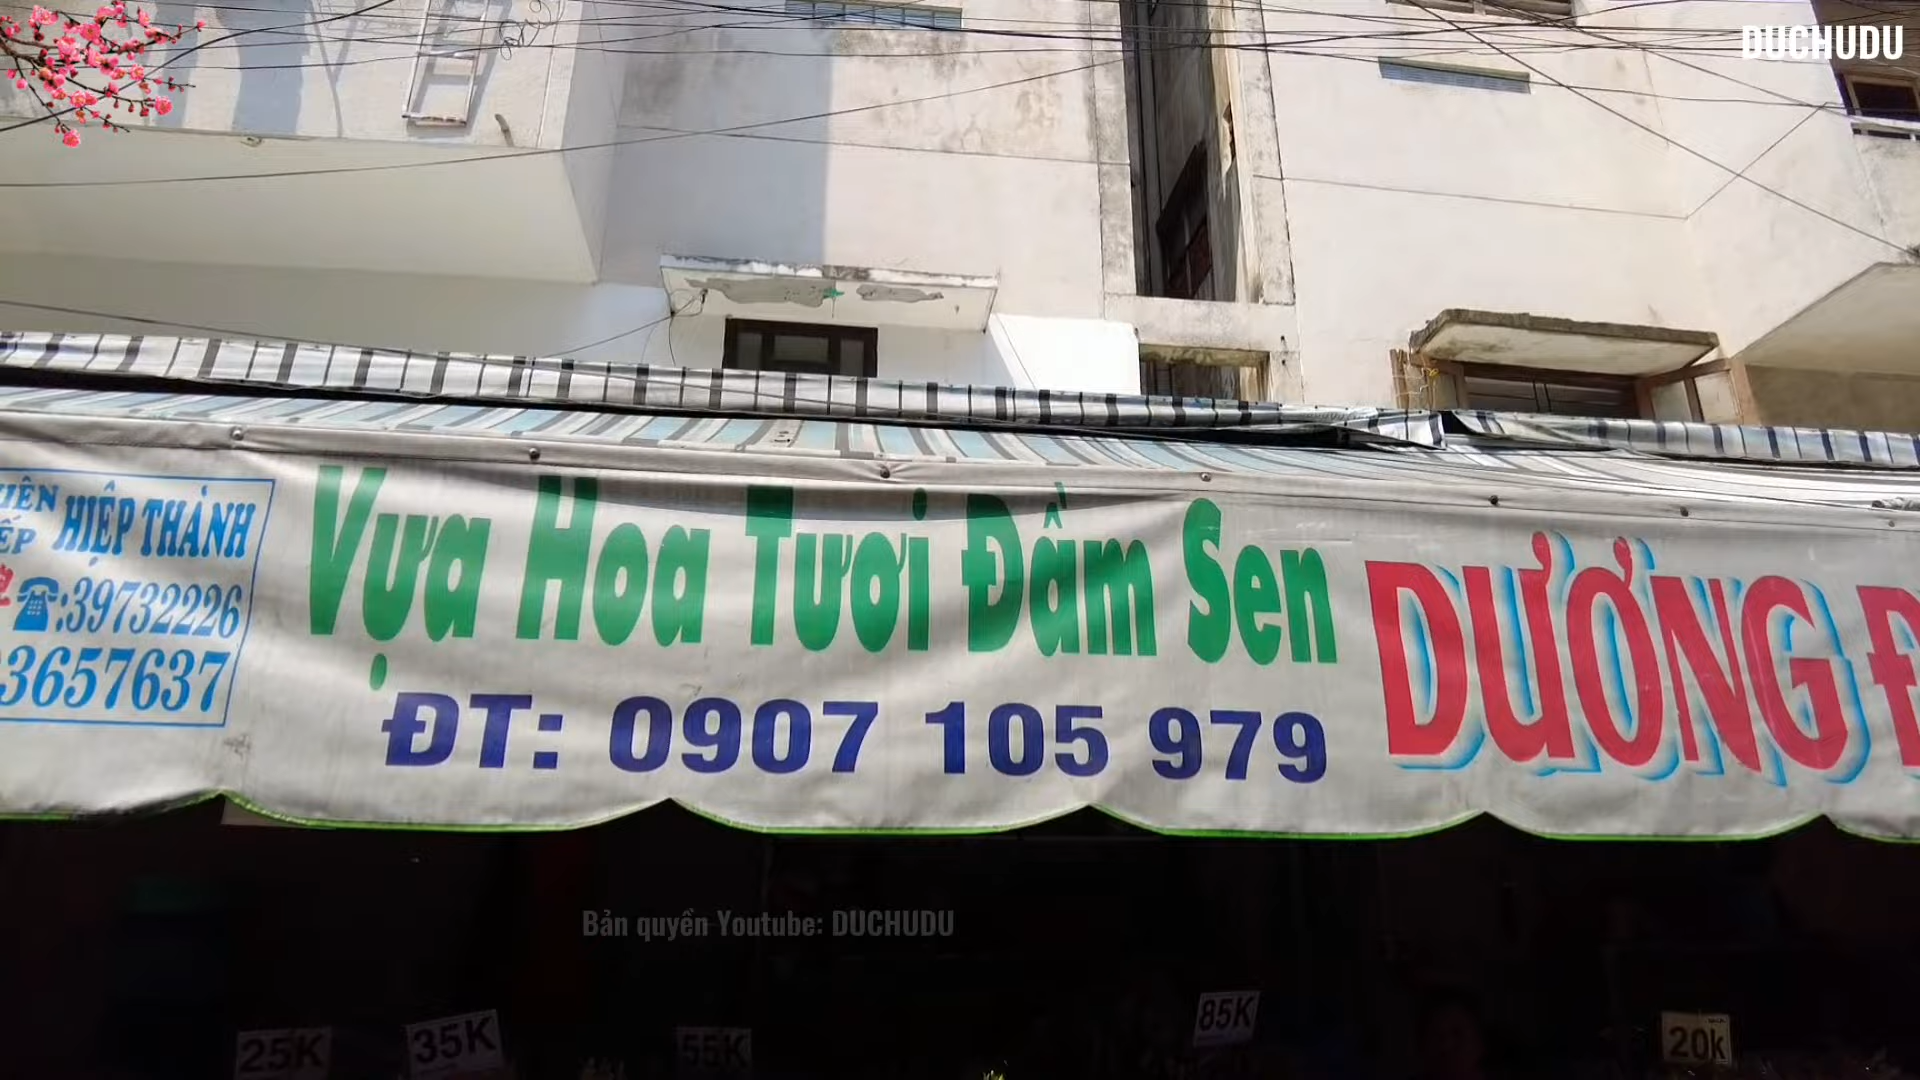 DUCHUDU
HIỆP THÀNH
:39732226
3657637
Vựa Hoa Tươi Đầm Sen
ĐT: 0907 105 979
DƯƠNG
Bản quyền Youtube: DUCHUDU
25K
35K
55K
85K
20k